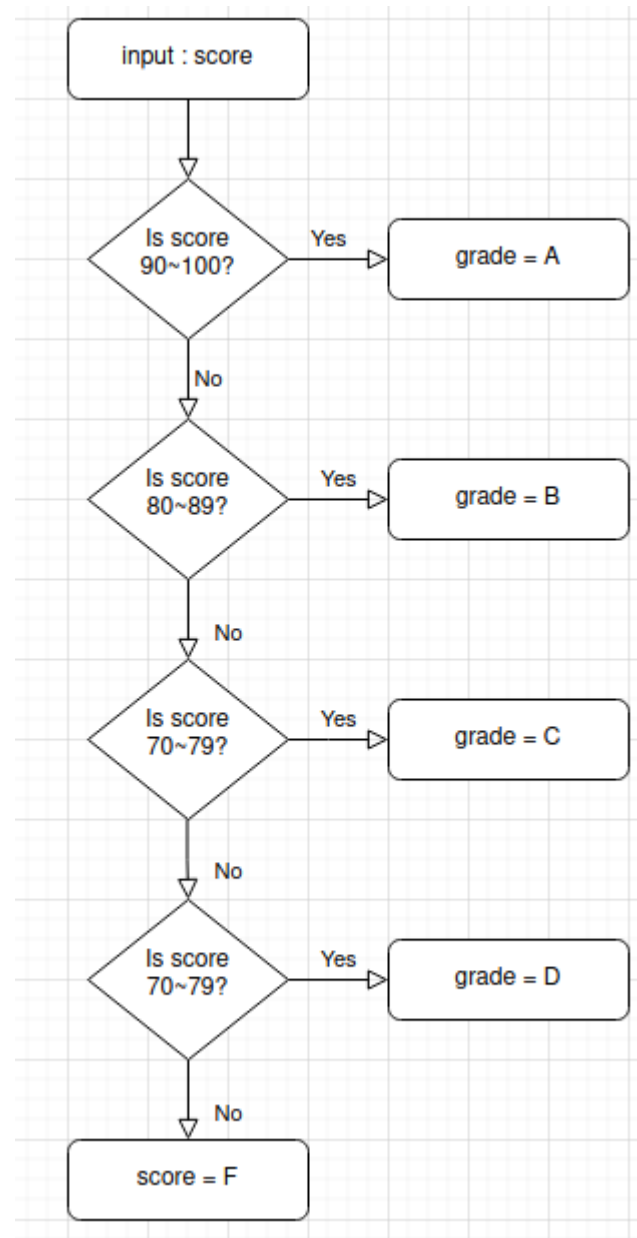 input : score
Is score
90~100?
Yes
grade = A
No
Is score
80~89?
Yes
grade = B
No
Is score
70~79?
Yes
grade = C
No
Is score
70~79?
Yes
grade = D
No
score = F